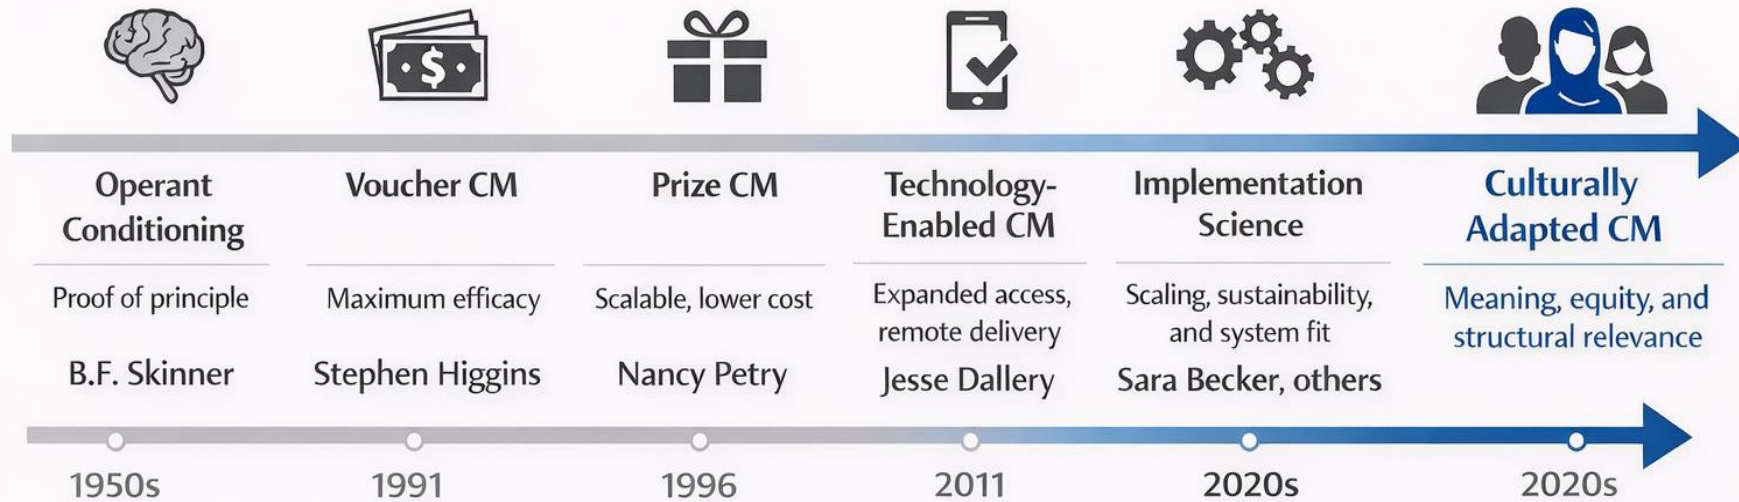 $
Operant
Conditioning
Proof of principle
B.F. Skinner
1950s
Voucher CM
Maximum efficacy
Stephen Higgins
1991
Prize CM
Scalable, lower cost
Nancy Petry
1996
Technology-
Enabled CM
Expanded access,
remote delivery
Jesse Dallery
2011
Implementation
Science
Scaling, sustainability,
and system fit
Sara Becker, others
2020s
Culturally
Adapted CM
Meaning, equity, and
structural relevance
2020s